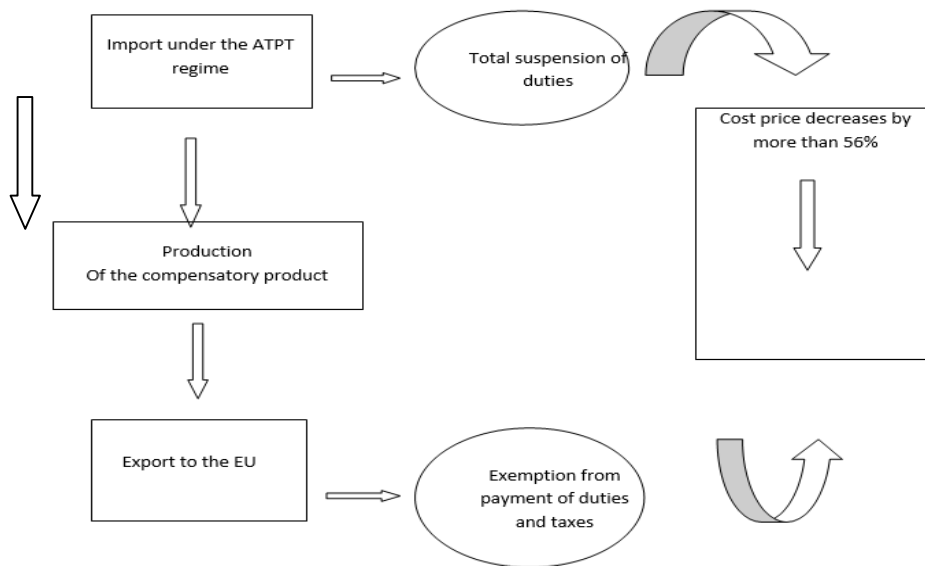 Import under the ATPT
regime
Total suspension of
duties
Cost price decreases by
more than 56%
Production
Of the compensatory product
Export to the EU
Exemption from
payment of duties
and taxes